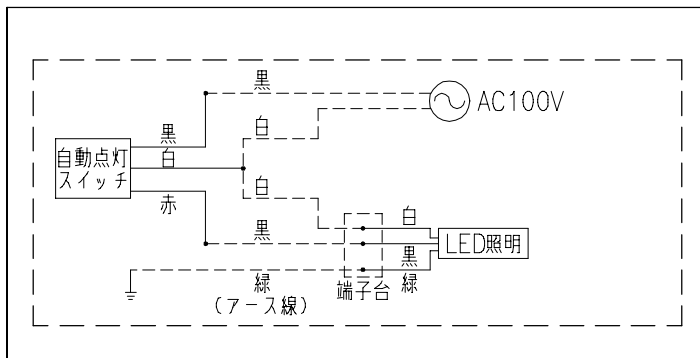 黒
AC100V
白
黒
自動点灯
スイッチ
白
赤
白
黒
白
LED照明
黒
緑
(アース線)
端子台
緑